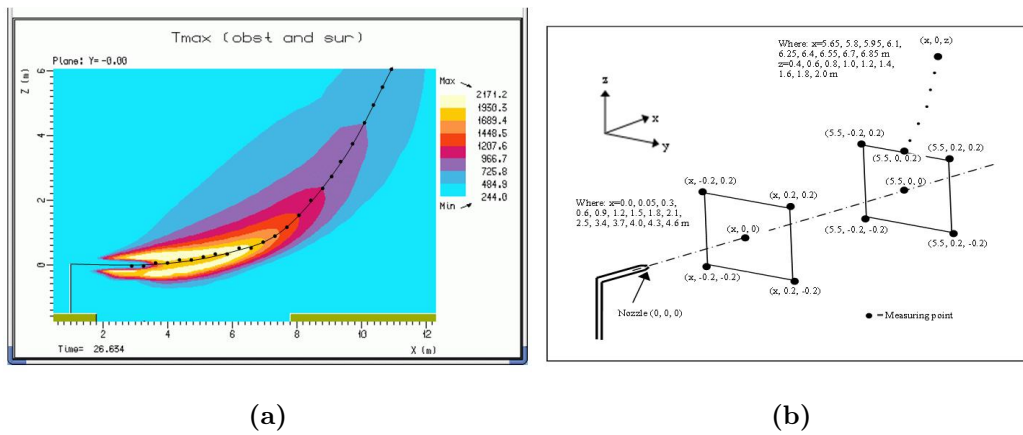 Tmax (obst and sur)
Plane: Y= -0.00
Z (m)
6
4
2
0
2
4
6
8
10
12
X (m)
Time= 26.634
Max
2171.2
1930.3
1689.4
1448.5
1207.6
966.7
725.8
484.9
244.0
Min
(a)
Where: x=5.65, 5.8, 5.95, 6.1,
6.25, 6.4, 6.55, 6.7, 6.85 m
z=0.4, 0.6, 0.8, 1.0, 1.2, 1.4,
1.6, 1.8, 2.0 m
(x, 0, z)
z
x
y
(5.5, -0.2, 0.2)
(5.5, 0, 0.2)
(5.5, 0.2, 0.2)
(5.5, 0, 0)
(5.5, -0.2, -0.2)
(5.5, 0.2, -0.2)
(x, -0.2, 0.2)
(x, 0.2, 0.2)
(x, 0, 0)
(x, -0.2, -0.2)
(x, 0.2, -0.2)
Where: x=0.0, 0.05, 0.3,
0.6, 0.9, 1.2, 1.5, 1.8, 2.1,
2.5, 3.4, 3.7, 4.0, 4.3, 4.6 m
Nozzle (0, 0, 0)
= Measuring point
(b)